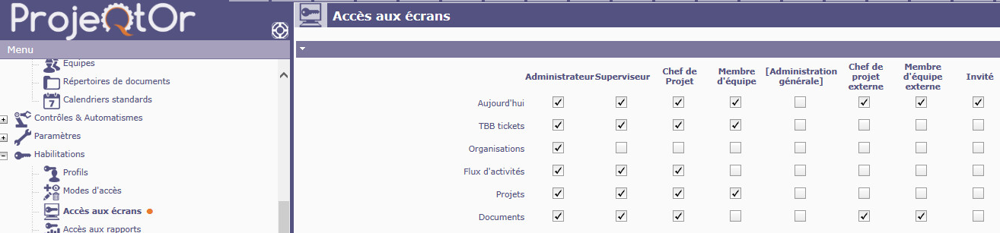 ProjeQtOr
Accès aux écrans
Menu
Equipes
Répertoires de documents
7 Calendriers standards
Contrôles & Automatismes
Paramètres
Habilitations
Profils
Modes d'accès
Accès aux écrans
Accès aux rapports
Administrateur Superviseur Chef de Projet Membre d'équipe [Administration générale] Chef de projet externe Membre d'équipe externe Invité
Aujourd'hui
TBB tickets
Organisations
Flux d'activités
Projets
Documents